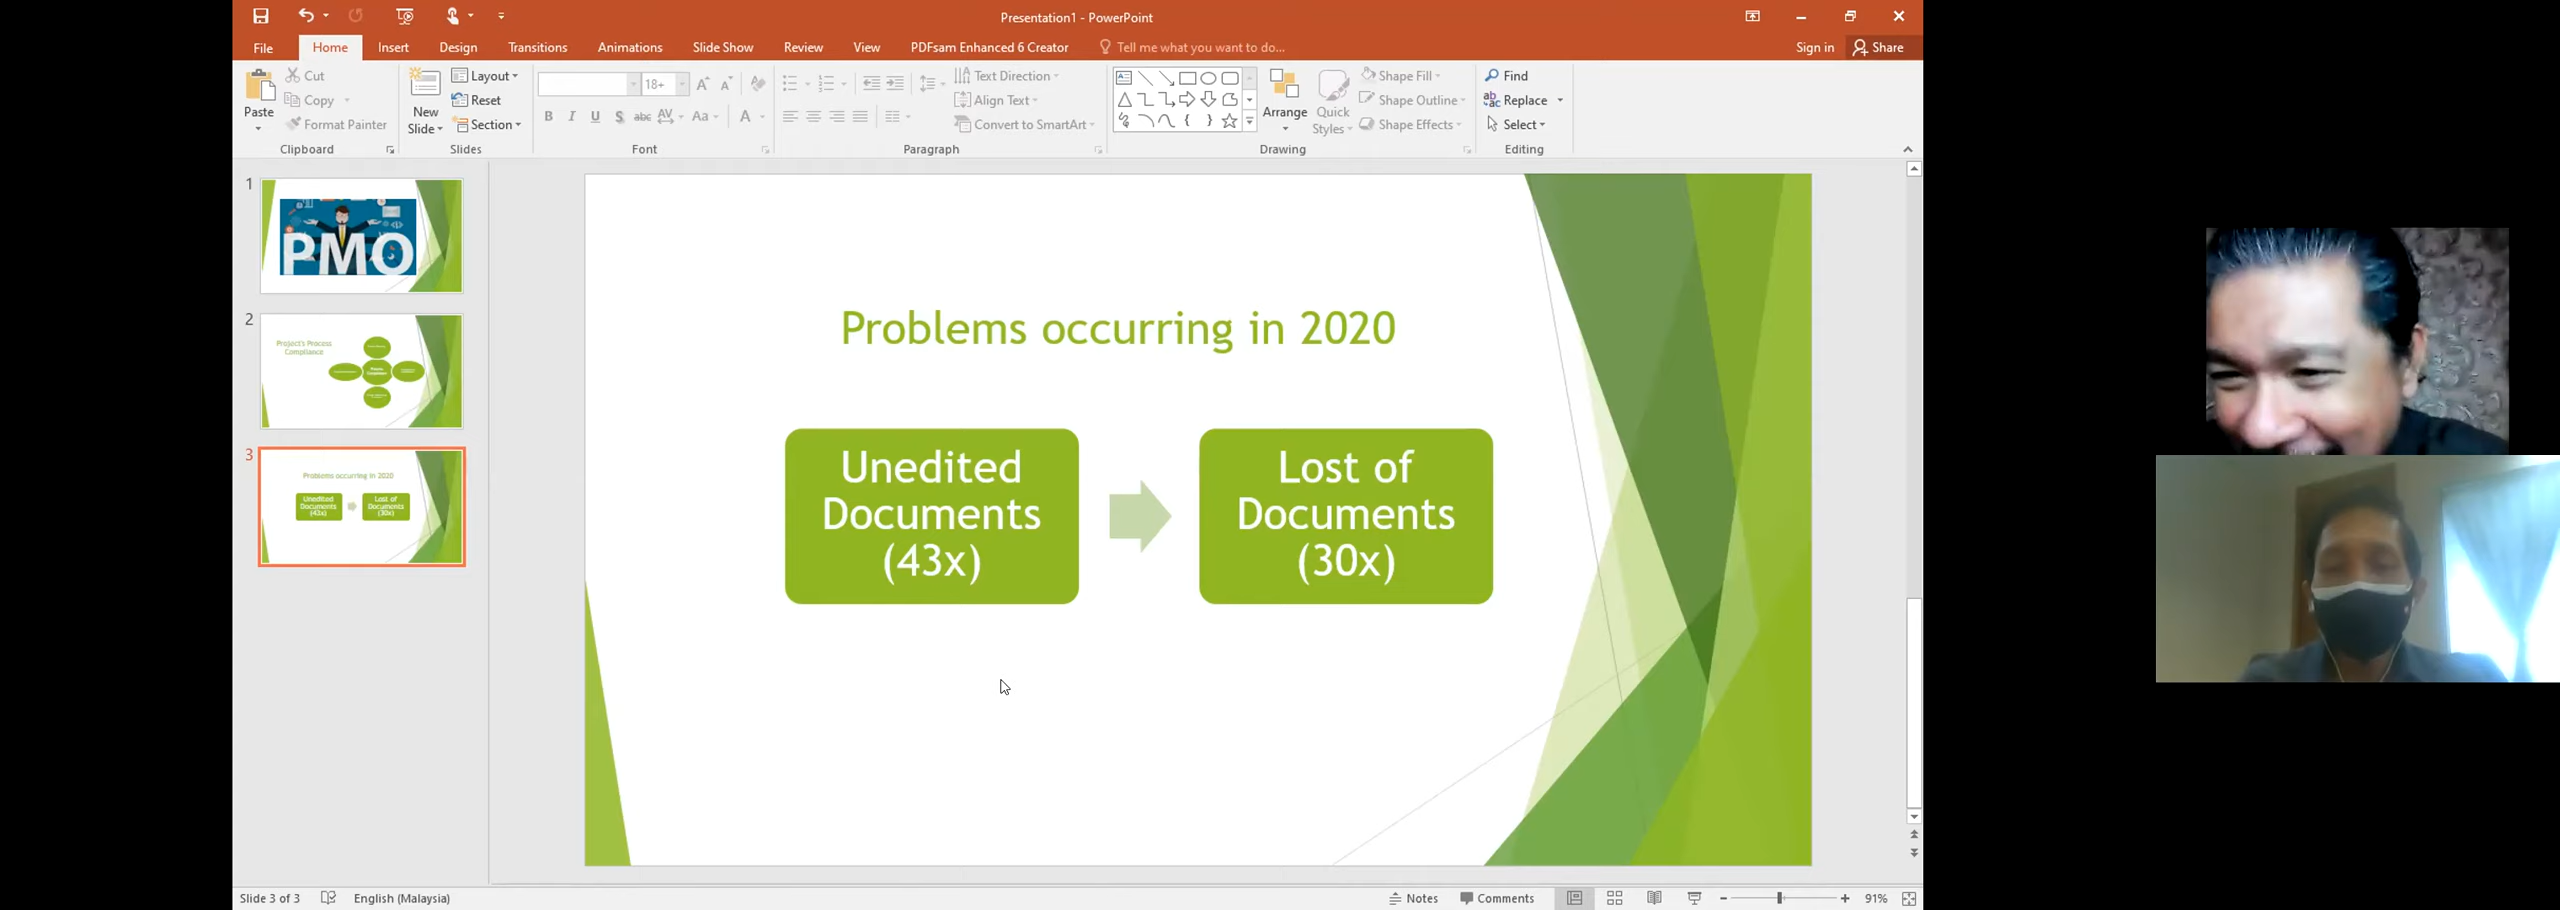 Presentation1 - PowerPoint
File Home Insert Design Transitions Animations Slide Show Review View PDFsam Enhanced 6 Creator Tell me what you want to do... Sign in Share
Paste
Cut
Copy
Format Painter
Clipboard
New
Slide
Layout
Reset
Section
Slides
18+
B I U S abc AV Aa A
Font
Text Direction
Align Text
Convert to SmartArt
Paragraph
Arrange
Quick
Styles
Shape Fill
Shape Outline
Shape Effects
Drawing
Find
Replace
Select
Editing
1
PMO
2
Project's Process
Compliance
3
Problems occurring in 2020
Unedited
Documents
(43x)
Lost of
Documents
(30x)
Problems occurring in 2020
Unedited
Documents
(43x)
Lost of
Documents
(30x)
Slide 3 of 3 English (Malaysia) Notes Comments 91%